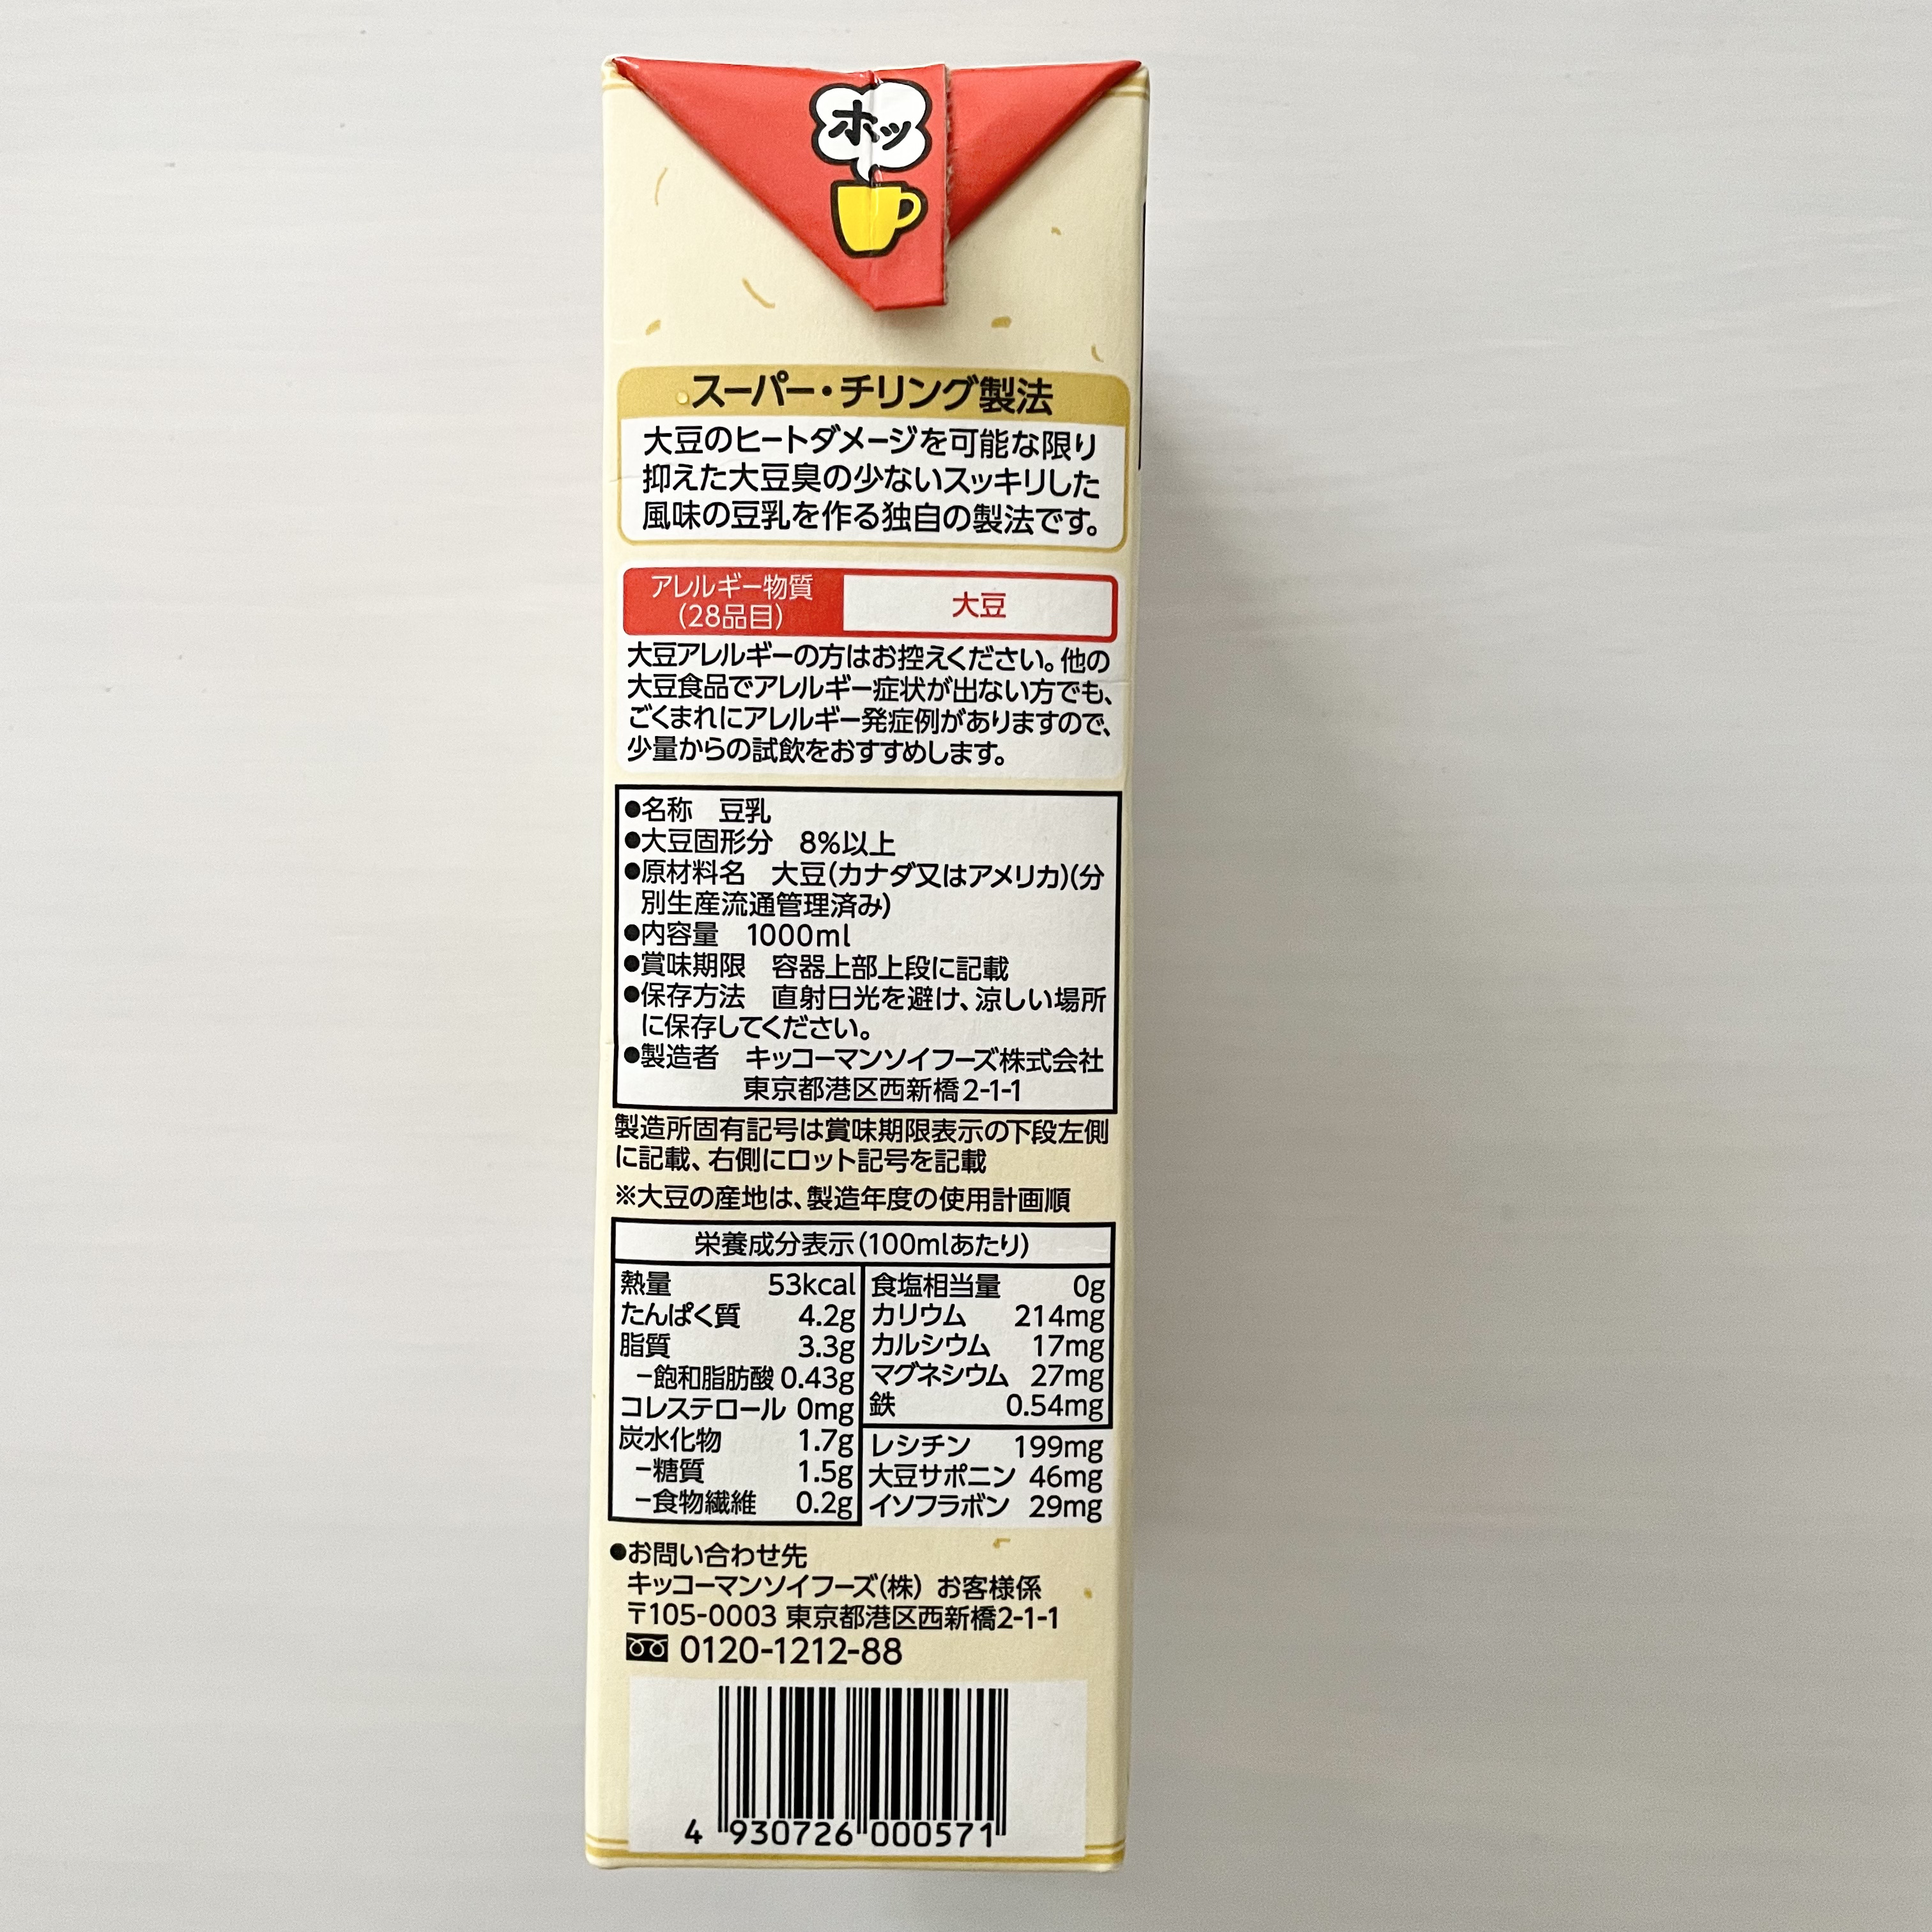 ホッ
スーパー・チリング製法
大豆のヒートダメージを可能な限り
抑えた大豆臭の少ないスッキリした
風味の豆乳を作る独自の製法です。
アレルギー物質
(28品目)
大豆
大豆アレルギーの方はお控えください。他の
大豆食品でアレルギー症状が出ない方でも、
ごくまれにアレルギー発症例がありますので、
少量からの試飲をおすすめします。
●名称 豆乳
●大豆固形分 8%以上
●原材料名 大豆(カナダ又はアメリカ)(分
別生産流通管理済み)
●内容量 1000ml
●賞味期限 容器上部上段に記載
●保存方法 直射日光を避け、涼しい場所
に保存してください。
●製造者 キッコーマンソイフーズ株式会社
東京都港区西新橋2-1-1
製造所固有記号は賞味期限表示の下段左側
に記載、右側にロット記号を記載
※大豆の産地は、製造年度の使用計画順
栄養成分表示(100mlあたり)
熱量 53kcal
たんぱく質 4.2g
脂質 3.3g
−飽和脂肪酸 0.43g
コレステロール 0mg
炭水化物 1.7g
−糖質 1.5g
−食物繊維 0.2g
食塩相当量 0g
カリウム 214mg
カルシウム 17mg
マグネシウム 27mg
鉄 0.54mg
レシチン 199mg
大豆サポニン 46mg
イソフラボン 29mg
●お問い合わせ先
キッコーマンソイフーズ(株) お客様係
〒105-0003 東京都港区西新橋2-1-1
0120-1212-88
4 930726 000571